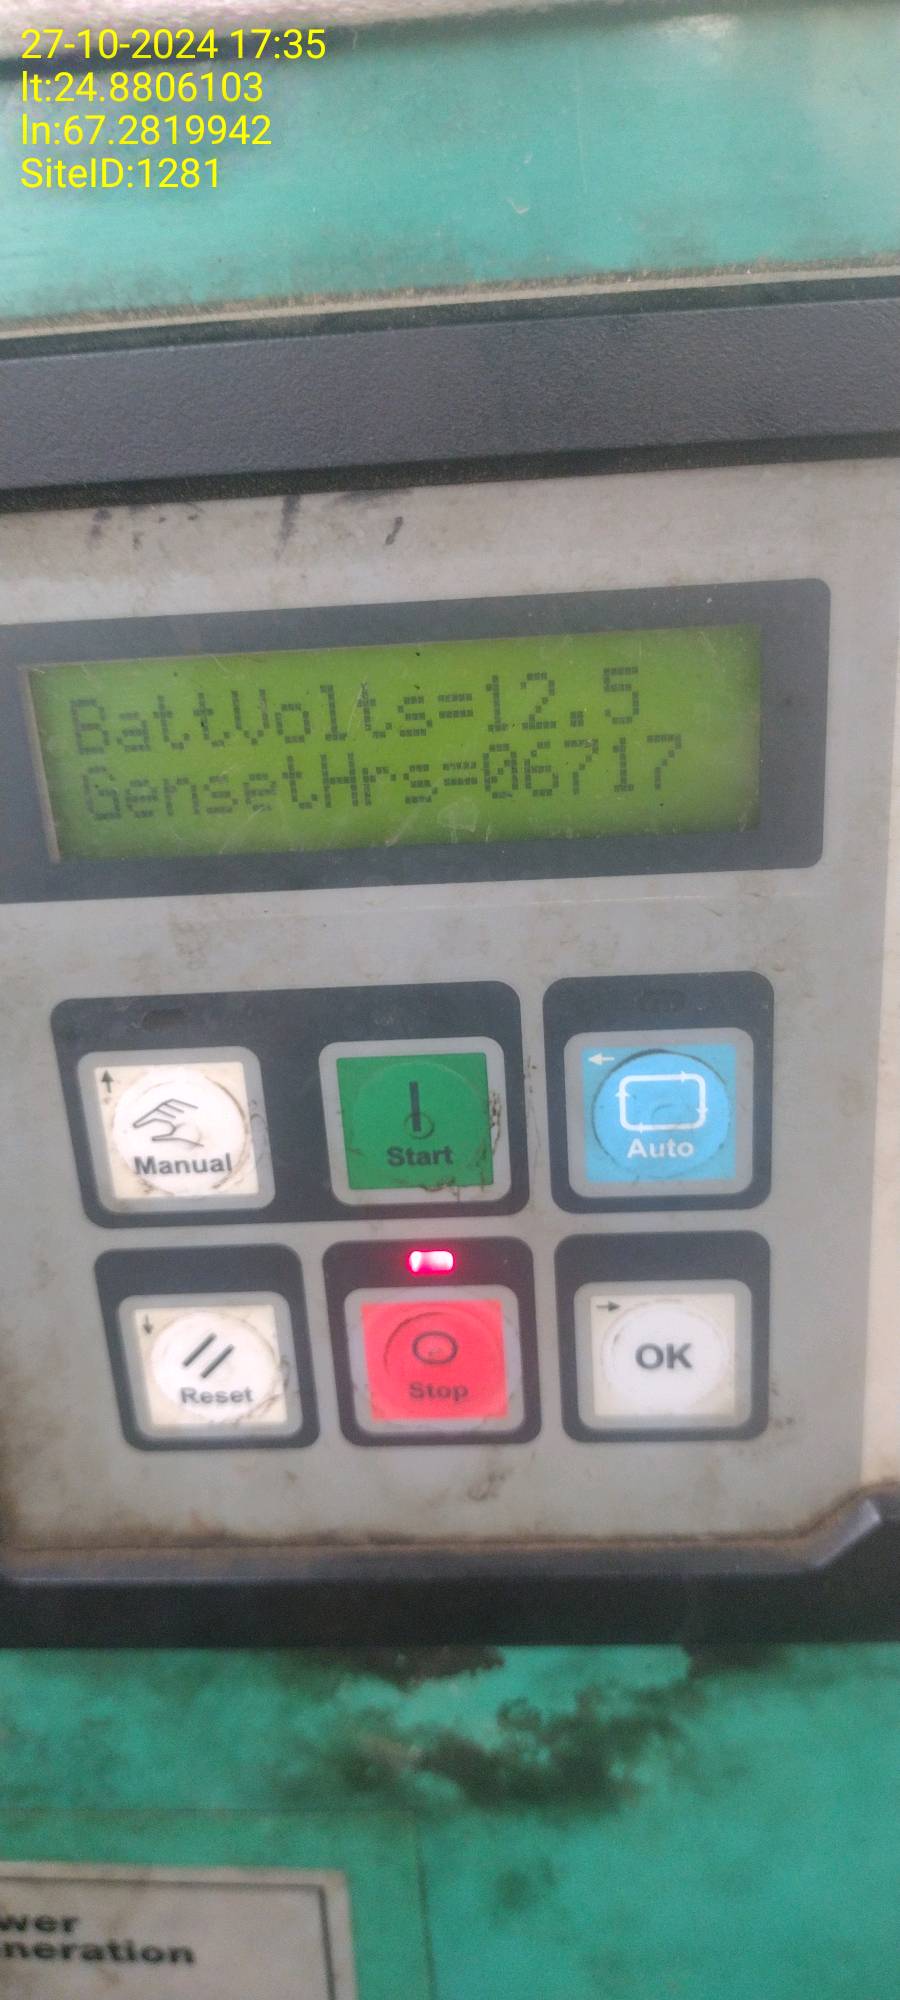 27-10-2024 17:35
lt:24.8806103
ln:67.2819942
SiteID:1281
BattVolts=12.5
GensetHrs=06717
Manual
Start
Auto
Reset
Stop
OK
wer
neration